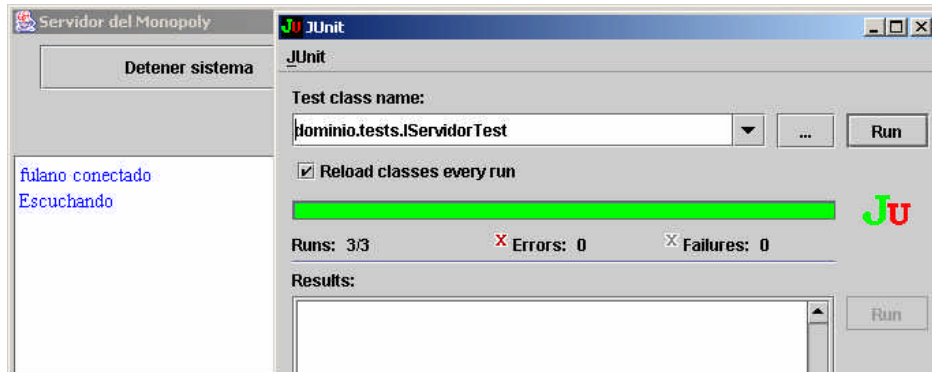 Servidor del Monopoly
Detener sistema
fulano conectado
Escuchando
JU JUnit
JUnit
Test class name:
dominio.tests.IServidorTest
...
Run
Reload classes every run
JU
Runs: 3/3
X Errors: 0
X Failures: 0
Results:
Run